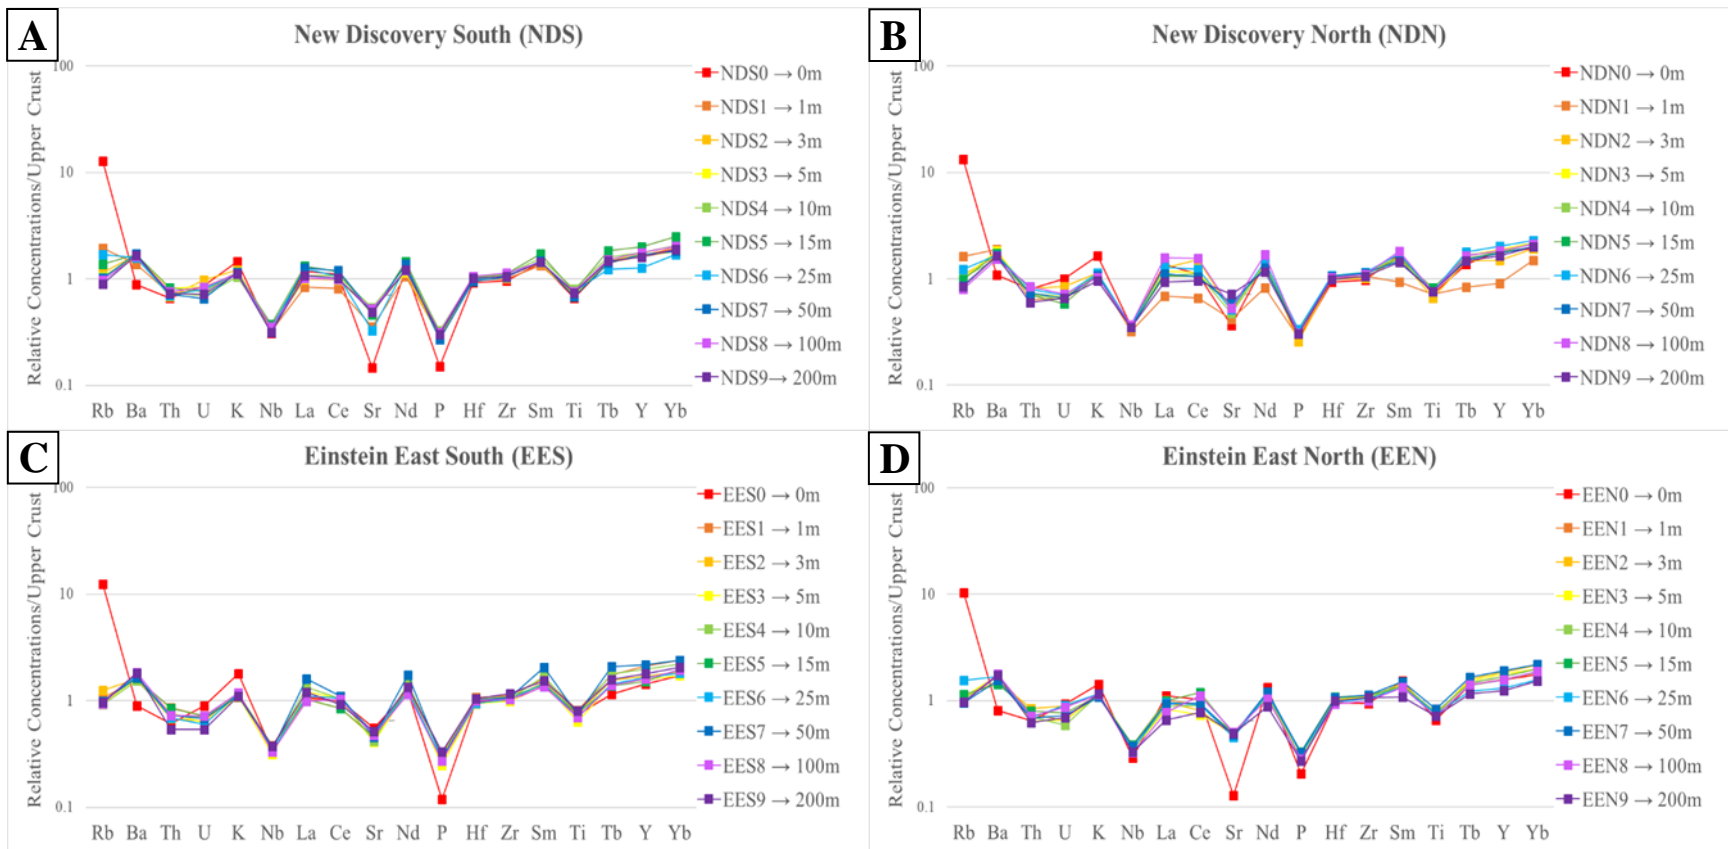 A
New Discovery South (NDS)
Relative Concentrations/Upper Crust
100
10
1
0.1
Rb Ba Th U K Nb La Ce Sr Nd P Hf Zr Sm Ti Tb Y Yb
NDS0 → 0m
NDS1 → 1m
NDS2 → 3m
NDS3 → 5m
NDS4 → 10m
NDS5 → 15m
NDS6 → 25m
NDS7 → 50m
NDS8 → 100m
NDS9→ 200m
B
New Discovery North (NDN)
Relative Concentrations/Upper Crust
100
10
1
0.1
Rb Ba Th U K Nb La Ce Sr Nd P Hf Zr Sm Ti Tb Y Yb
NDN0 → 0m
NDN1 → 1m
NDN2 → 3m
NDN3 → 5m
NDN4 → 10m
NDN5 → 15m
NDN6 → 25m
NDN7 → 50m
NDN8 → 100m
NDN9 → 200m
C
Einstein East South (EES)
Relative Concentrations/Upper Crust
100
10
1
0.1
Rb Ba Th U K Nb La Ce Sr Nd P Hf Zr Sm Ti Tb Y Yb
EES0 → 0m
EES1 → 1m
EES2 → 3m
EES3 → 5m
EES4 → 10m
EES5 → 15m
EES6 → 25m
EES7 → 50m
EES8 → 100m
EES9 → 200m
D
Einstein East North (EEN)
Relative Concentrations/Upper Crust
100
10
1
0.1
Rb Ba Th U K Nb La Ce Sr Nd P Hf Zr Sm Ti Tb Y Yb
EEN0 → 0m
EEN1 → 1m
EEN2 → 3m
EEN3 → 5m
EEN4 → 10m
EEN5 → 15m
EEN6 → 25m
EEN7 → 50m
EEN8 → 100m
EEN9 → 200m